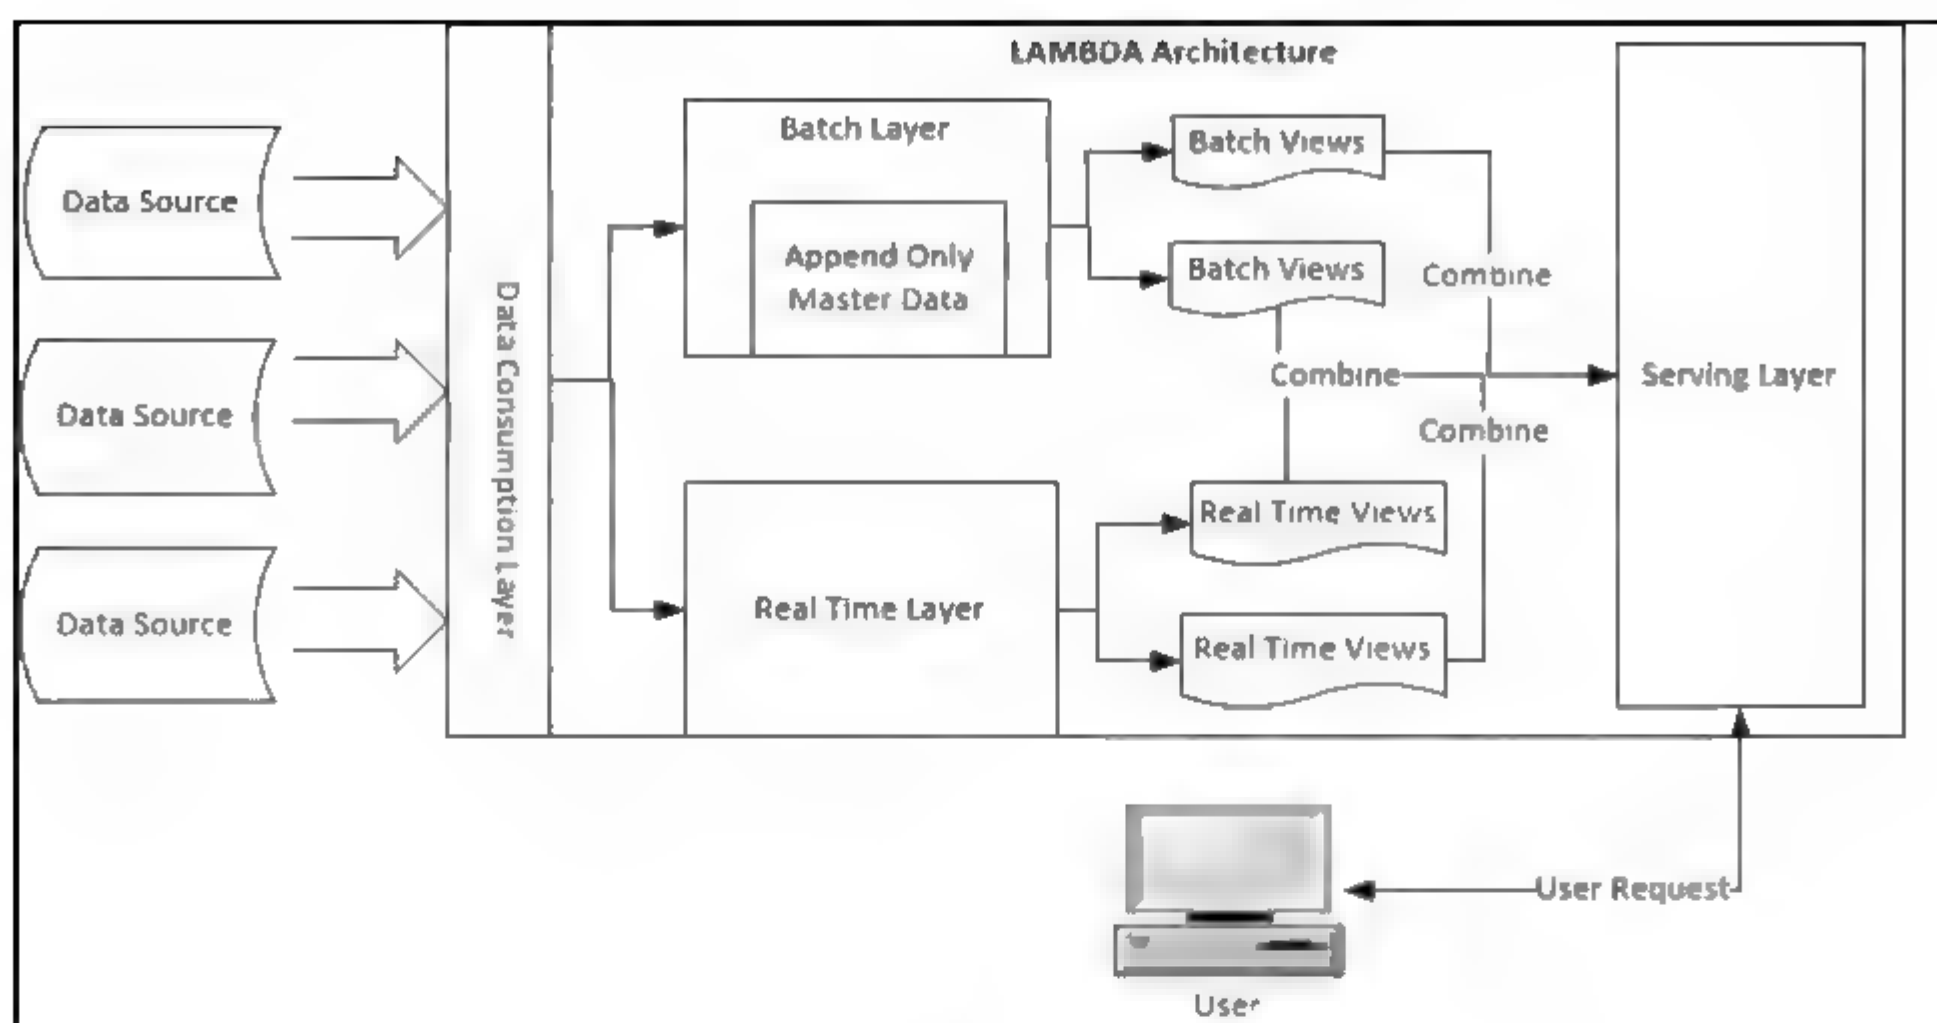 LAMBDA Architecture
Data Source
Data Source
Data Source
Data Consumption Layer
Batch Layer
Append Only
Master Data
Real Time Layer
Batch Views
Batch Views
Combine
Combine
Combine
Real Time Views
Real Time Views
Serving Layer
User Request
User